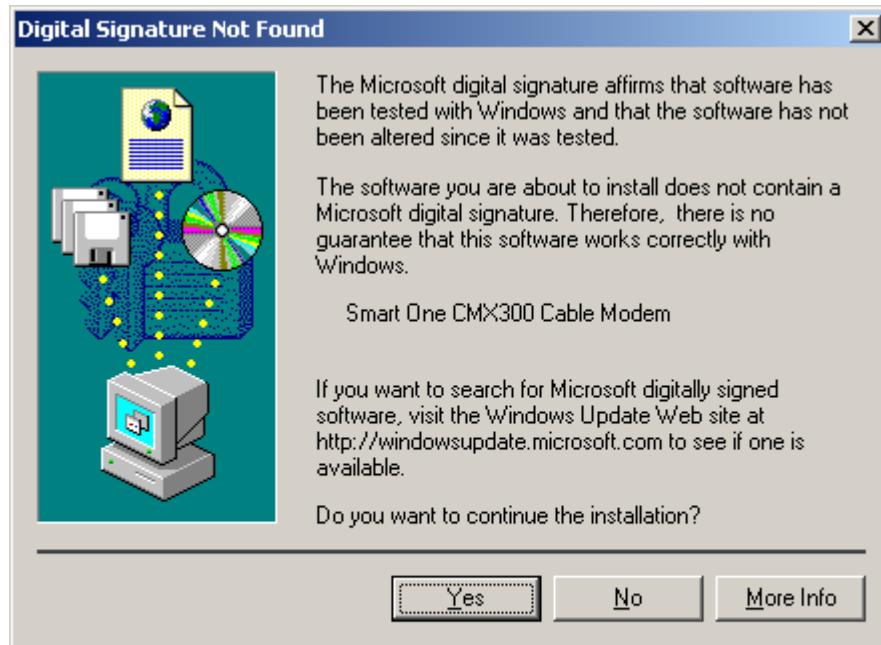 Digital Signature Not Found
The Microsoft digital signature affirms that software has
been tested with Windows and that the software has not
been altered since it was tested.
The software you are about to install does not contain a
Microsoft digital signature. Therefore,  there is no
guarantee that this software works correctly with
Windows.
Smart One CMX300 Cable Modem
If you want to search for Microsoft digitally signed
software, visit the Windows Update Web site at
http://windowsupdate.microsoft.com to see if one is
available.
Do you want to continue the installation?
Yes
No
More Info